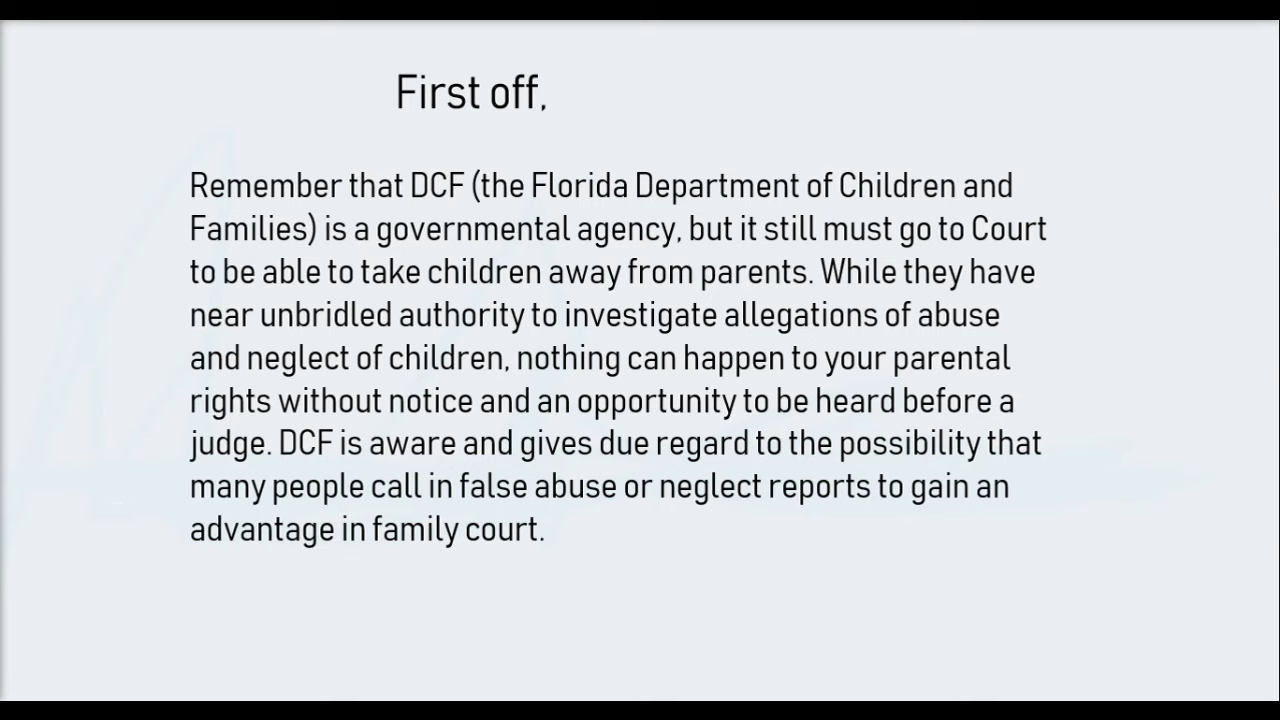 First off,
Remember that DCF (the Florida Department of Children and
Families) is a governmental agency, but it still must go to Court
to be able to take children away from parents. While they have
near unbridled authority to investigate allegations of abuse
and neglect of children, nothing can happen to your parental
rights without notice and an opportunity to be heard before a
judge. DCF is aware and gives due regard to the possibility that
many people call in false abuse or neglect reports to gain an
advantage in family court.